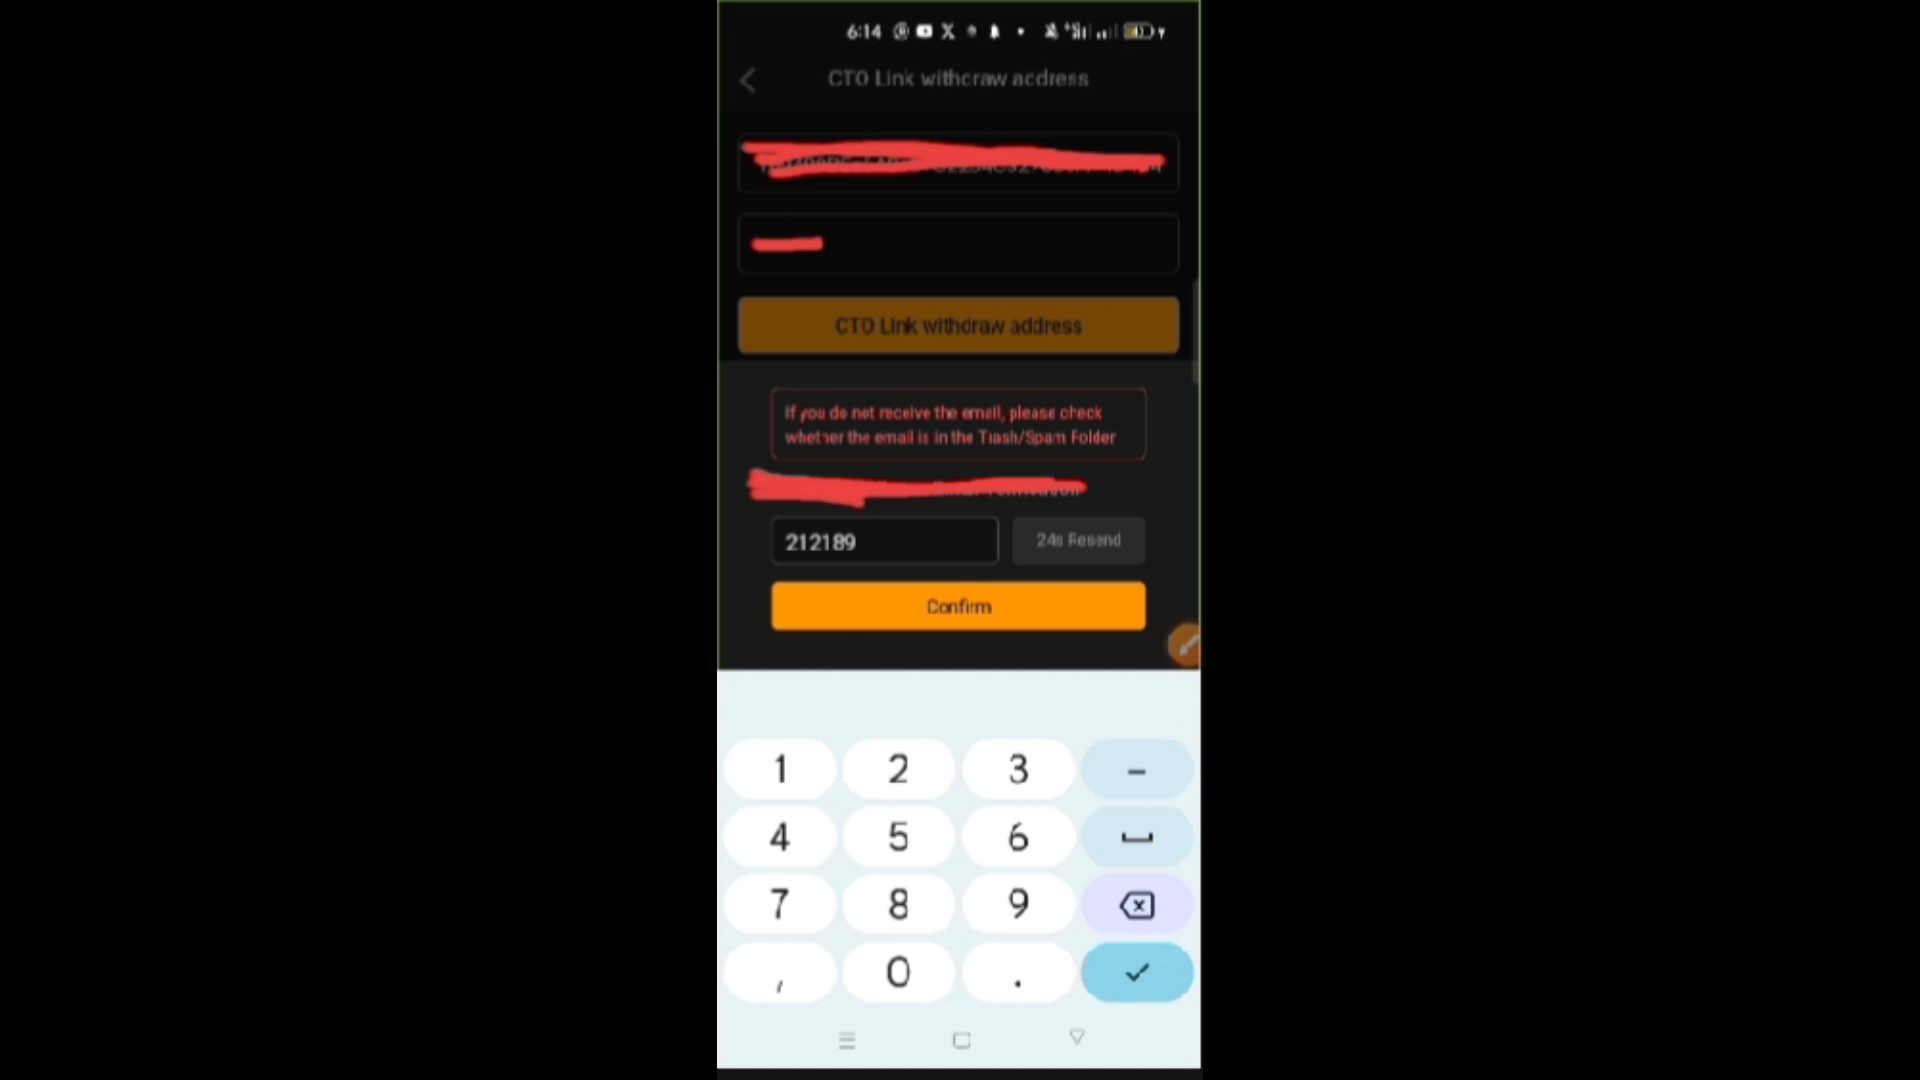 6:14
CTO Link withdraw address
CTO Link withdraw address
If you do not receive the email, please check
whether the email is in the Trash/Spam Folder
212189
24s Resend
Confirm
1 2 3 -
4 5 6
7 8 9
, 0 .